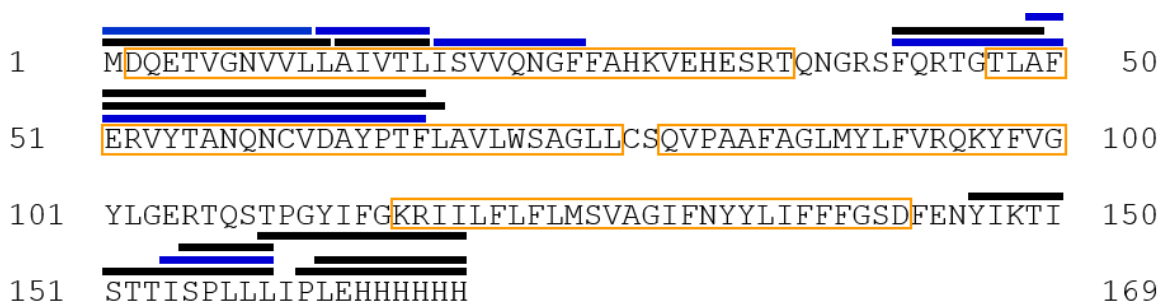 1 MDQETVGNVVLLAIVTLISVVQNGFFAHKVEHESRTQNGRSFQRTGTLAF 50
51 ERVYTANQNCVDAYPTFLAVLWSAGLLCSQVPAAFAGLMYLFVRQKYFVG 100
101 YLGERTQSTPGYIFGKRIILFLFLMSVAGIFNYYLIFFFGSDFENYIKTI 150
151 STTISPLLLIPLEHHHHHH 169